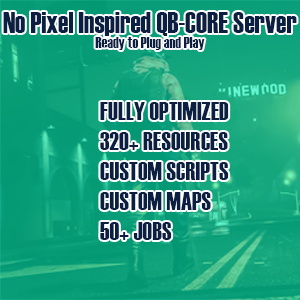 No Pixel Inspired QB-CORE Server
Ready to Plug and Play
INEWOOD
FULLY OPTIMIZED
320+ RESOURCES
CUSTOM SCRIPTS
CUSTOM MAPS
50+ JOBS